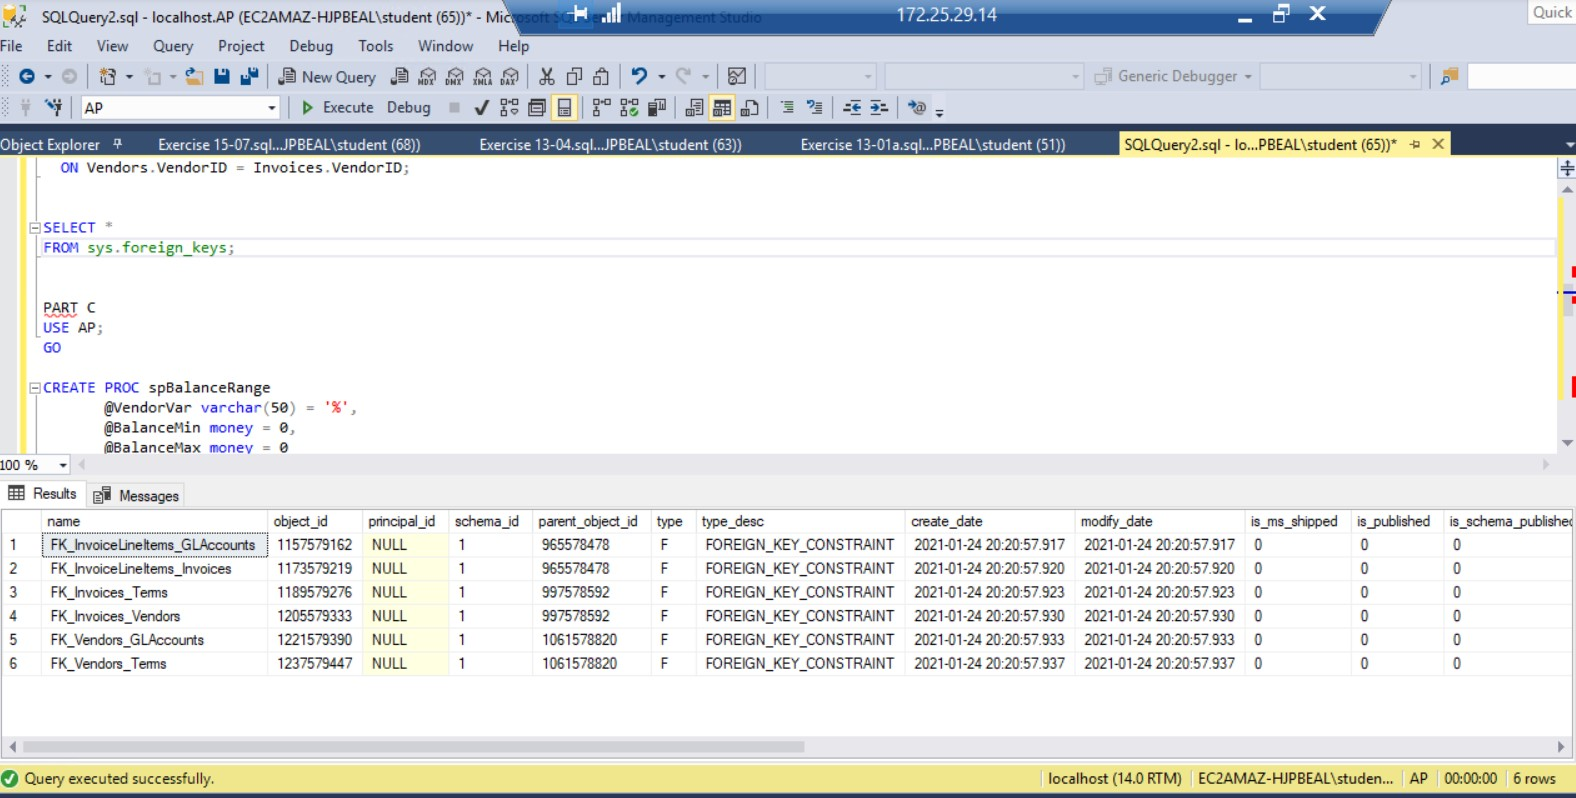 SQLQuery2.sql - localhost.AP (EC2AMAZ-HJPBEAL\student (65))* - Microsoft SQL Server Management Studio
172.25.29.14
Quick
File Edit View Query Project Debug Tools Window Help
New Query MDX DMX XMLA DAX Generic Debugger
AP Execute Debug
Object Explorer Exercise 15-07.sql...JPBEAL\student (68)) Exercise 13-04.sql...JPBEAL\student (63)) Exercise 13-01a.sql...PBEAL\student (51)) SQLQuery2.sql - lo...PBEAL\student (65))*
ON Vendors.VendorID = Invoices.VendorID;
SELECT *
FROM sys.foreign_keys;
PART C
USE AP;
GO
CREATE PROC spBalanceRange
@VendorVar varchar(50) = '%',
@BalanceMin money = 0,
@BalanceMax money = 0
100 %
Results Messages
name object_id principal_id schema_id parent_object_id type type_desc create_date modify_date is_ms_shipped is_published is_schema_published
1 FK_InvoiceLineItems_GLAccounts 1157579162 NULL 1 965578478 F FOREIGN_KEY_CONSTRAINT 2021-01-24 20:20:57.917 2021-01-24 20:20:57.917 0 0 0
2 FK_InvoiceLineItems_Invoices 1173579219 NULL 1 965578478 F FOREIGN_KEY_CONSTRAINT 2021-01-24 20:20:57.920 2021-01-24 20:20:57.920 0 0 0
3 FK_Invoices_Terms 1189579276 NULL 1 997578592 F FOREIGN_KEY_CONSTRAINT 2021-01-24 20:20:57.923 2021-01-24 20:20:57.923 0 0 0
4 FK_Invoices_Vendors 1205579333 NULL 1 997578592 F FOREIGN_KEY_CONSTRAINT 2021-01-24 20:20:57.930 2021-01-24 20:20:57.930 0 0 0
5 FK_Vendors_GLAccounts 1221579390 NULL 1 1061578820 F FOREIGN_KEY_CONSTRAINT 2021-01-24 20:20:57.933 2021-01-24 20:20:57.933 0 0 0
6 FK_Vendors_Terms 1237579447 NULL 1 1061578820 F FOREIGN_KEY_CONSTRAINT 2021-01-24 20:20:57.937 2021-01-24 20:20:57.937 0 0 0
Query executed successfully. localhost (14.0 RTM) EC2AMAZ-HJPBEAL\studen... AP 00:00:00 6 rows